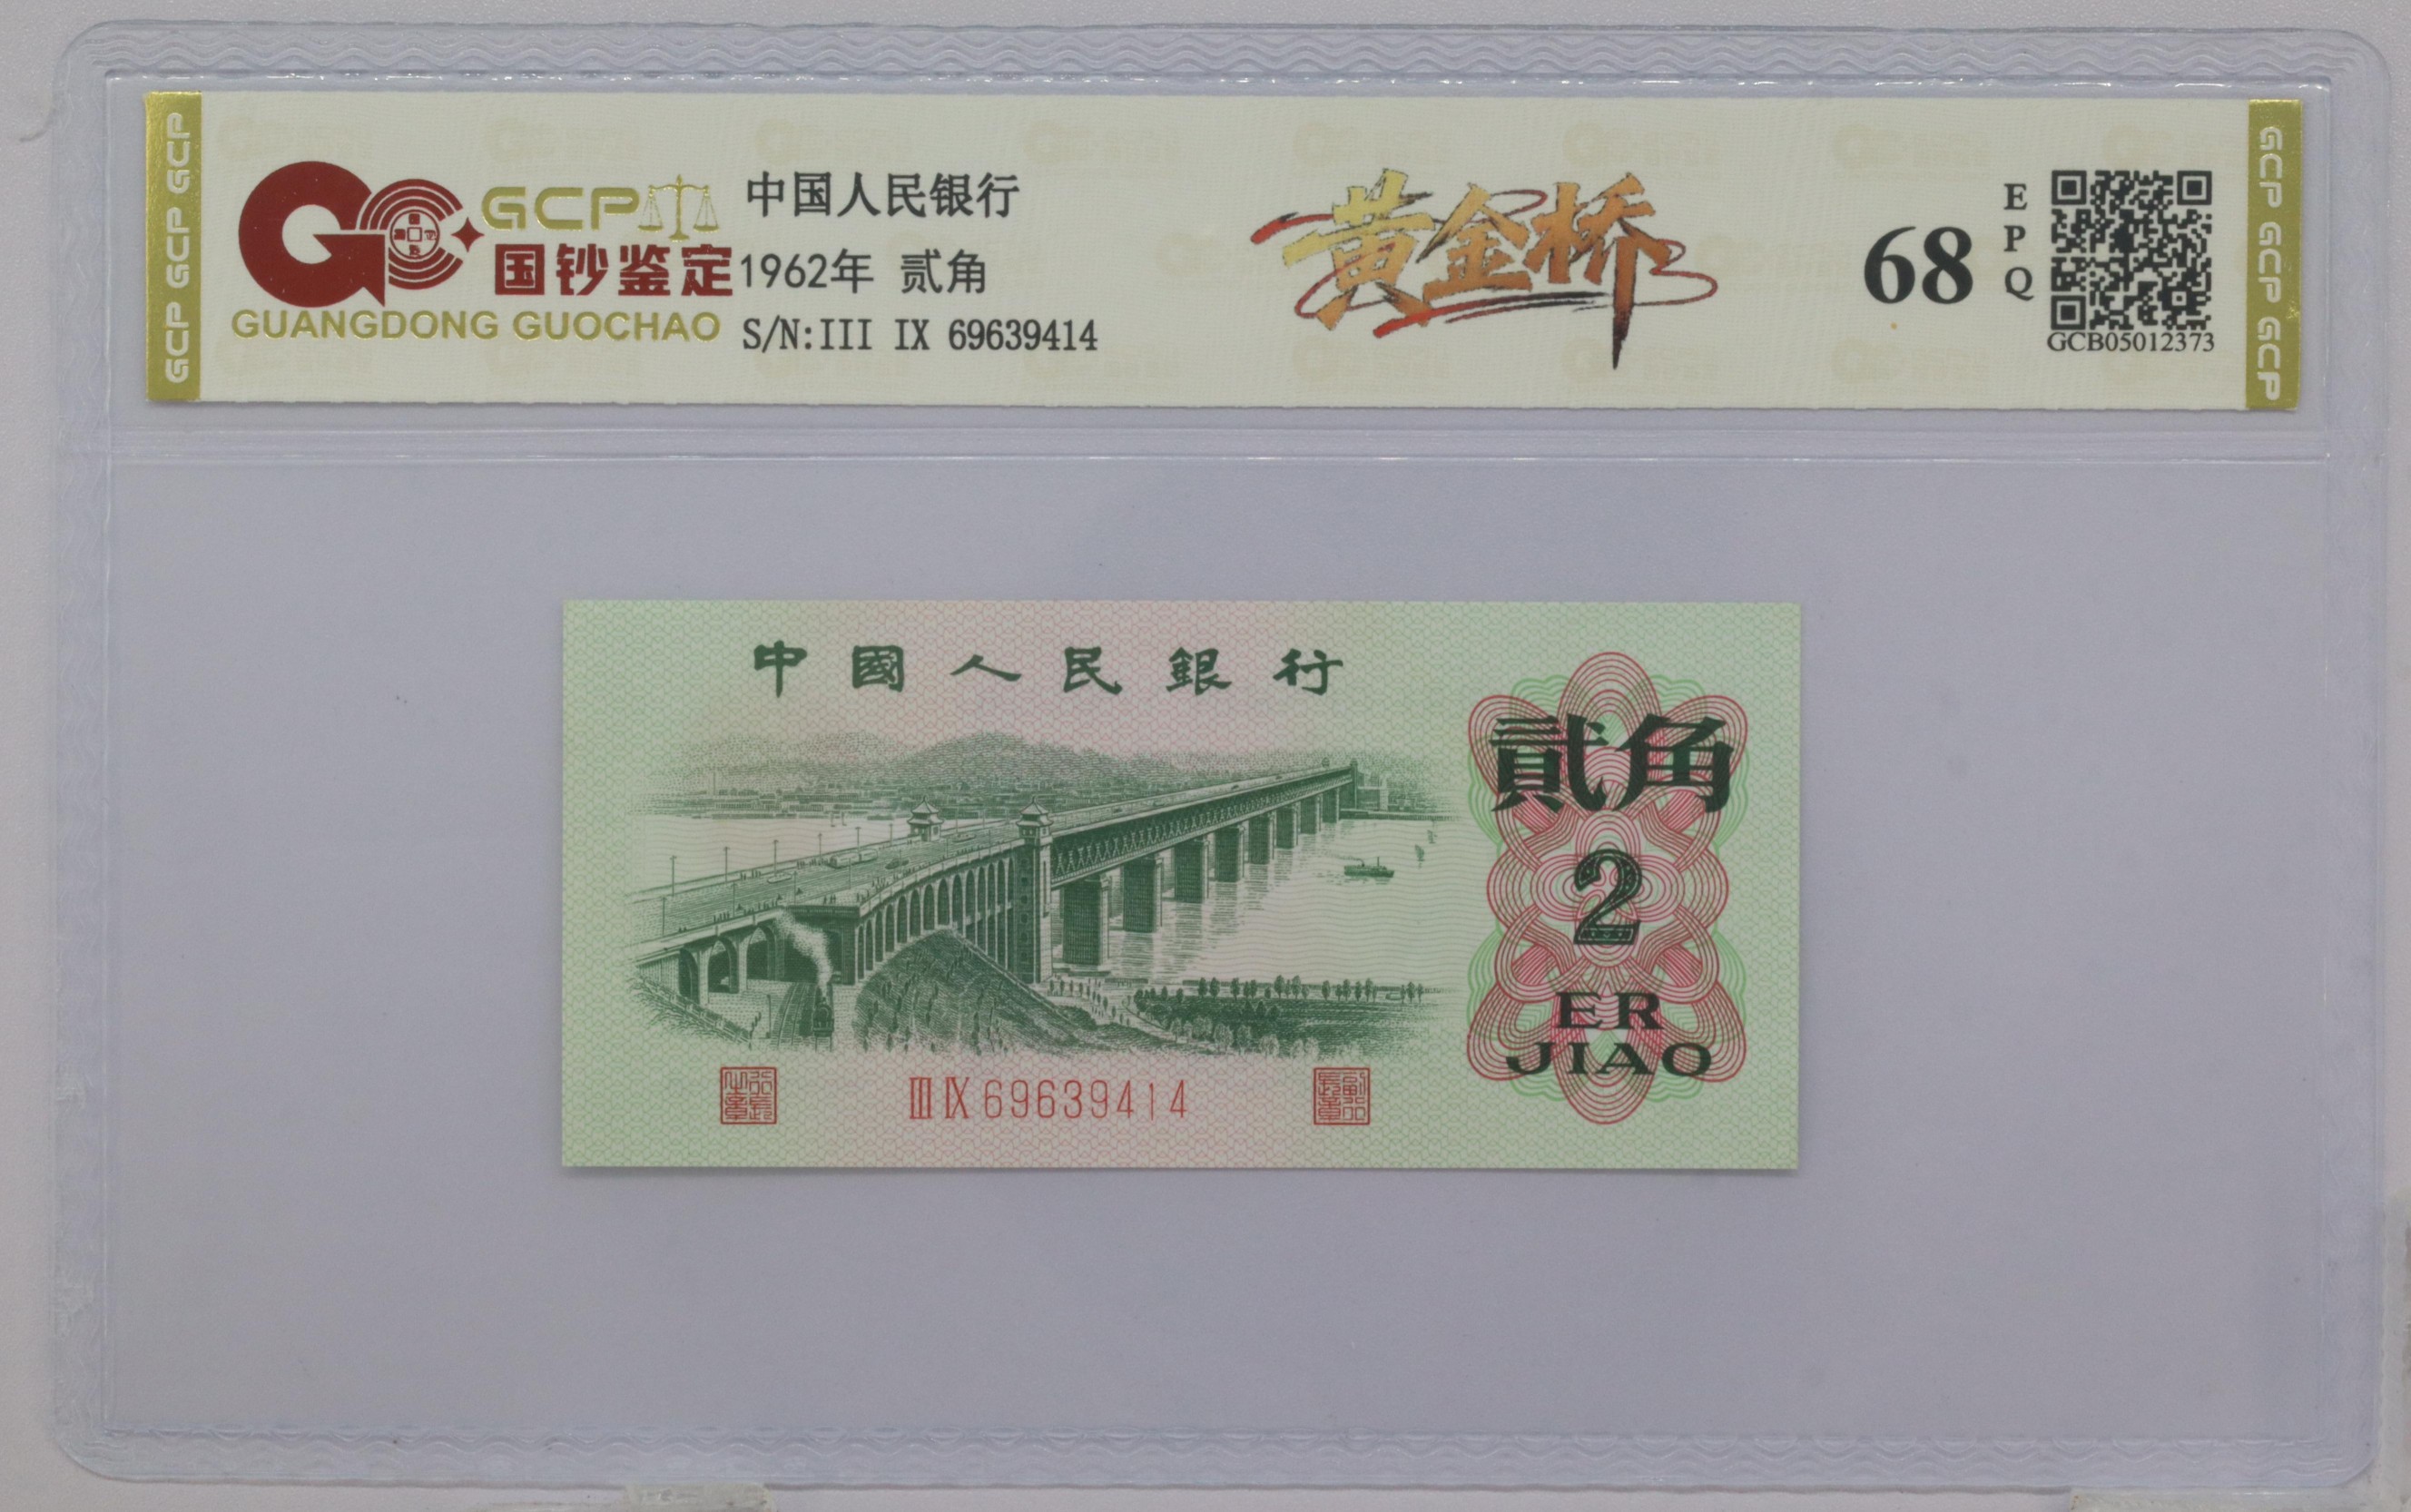 GCP GCP GCP
GCP
国钞鉴定
GUANGDONG GUOCHAO
中国人民银行
1962年 贰角
S/N:III IX 69639414
黄金桥
68
EPQ
GCB05012373
GCP GCP GCP
中國人民銀行
貳角
2
ER
JIAO
III IX 69639414